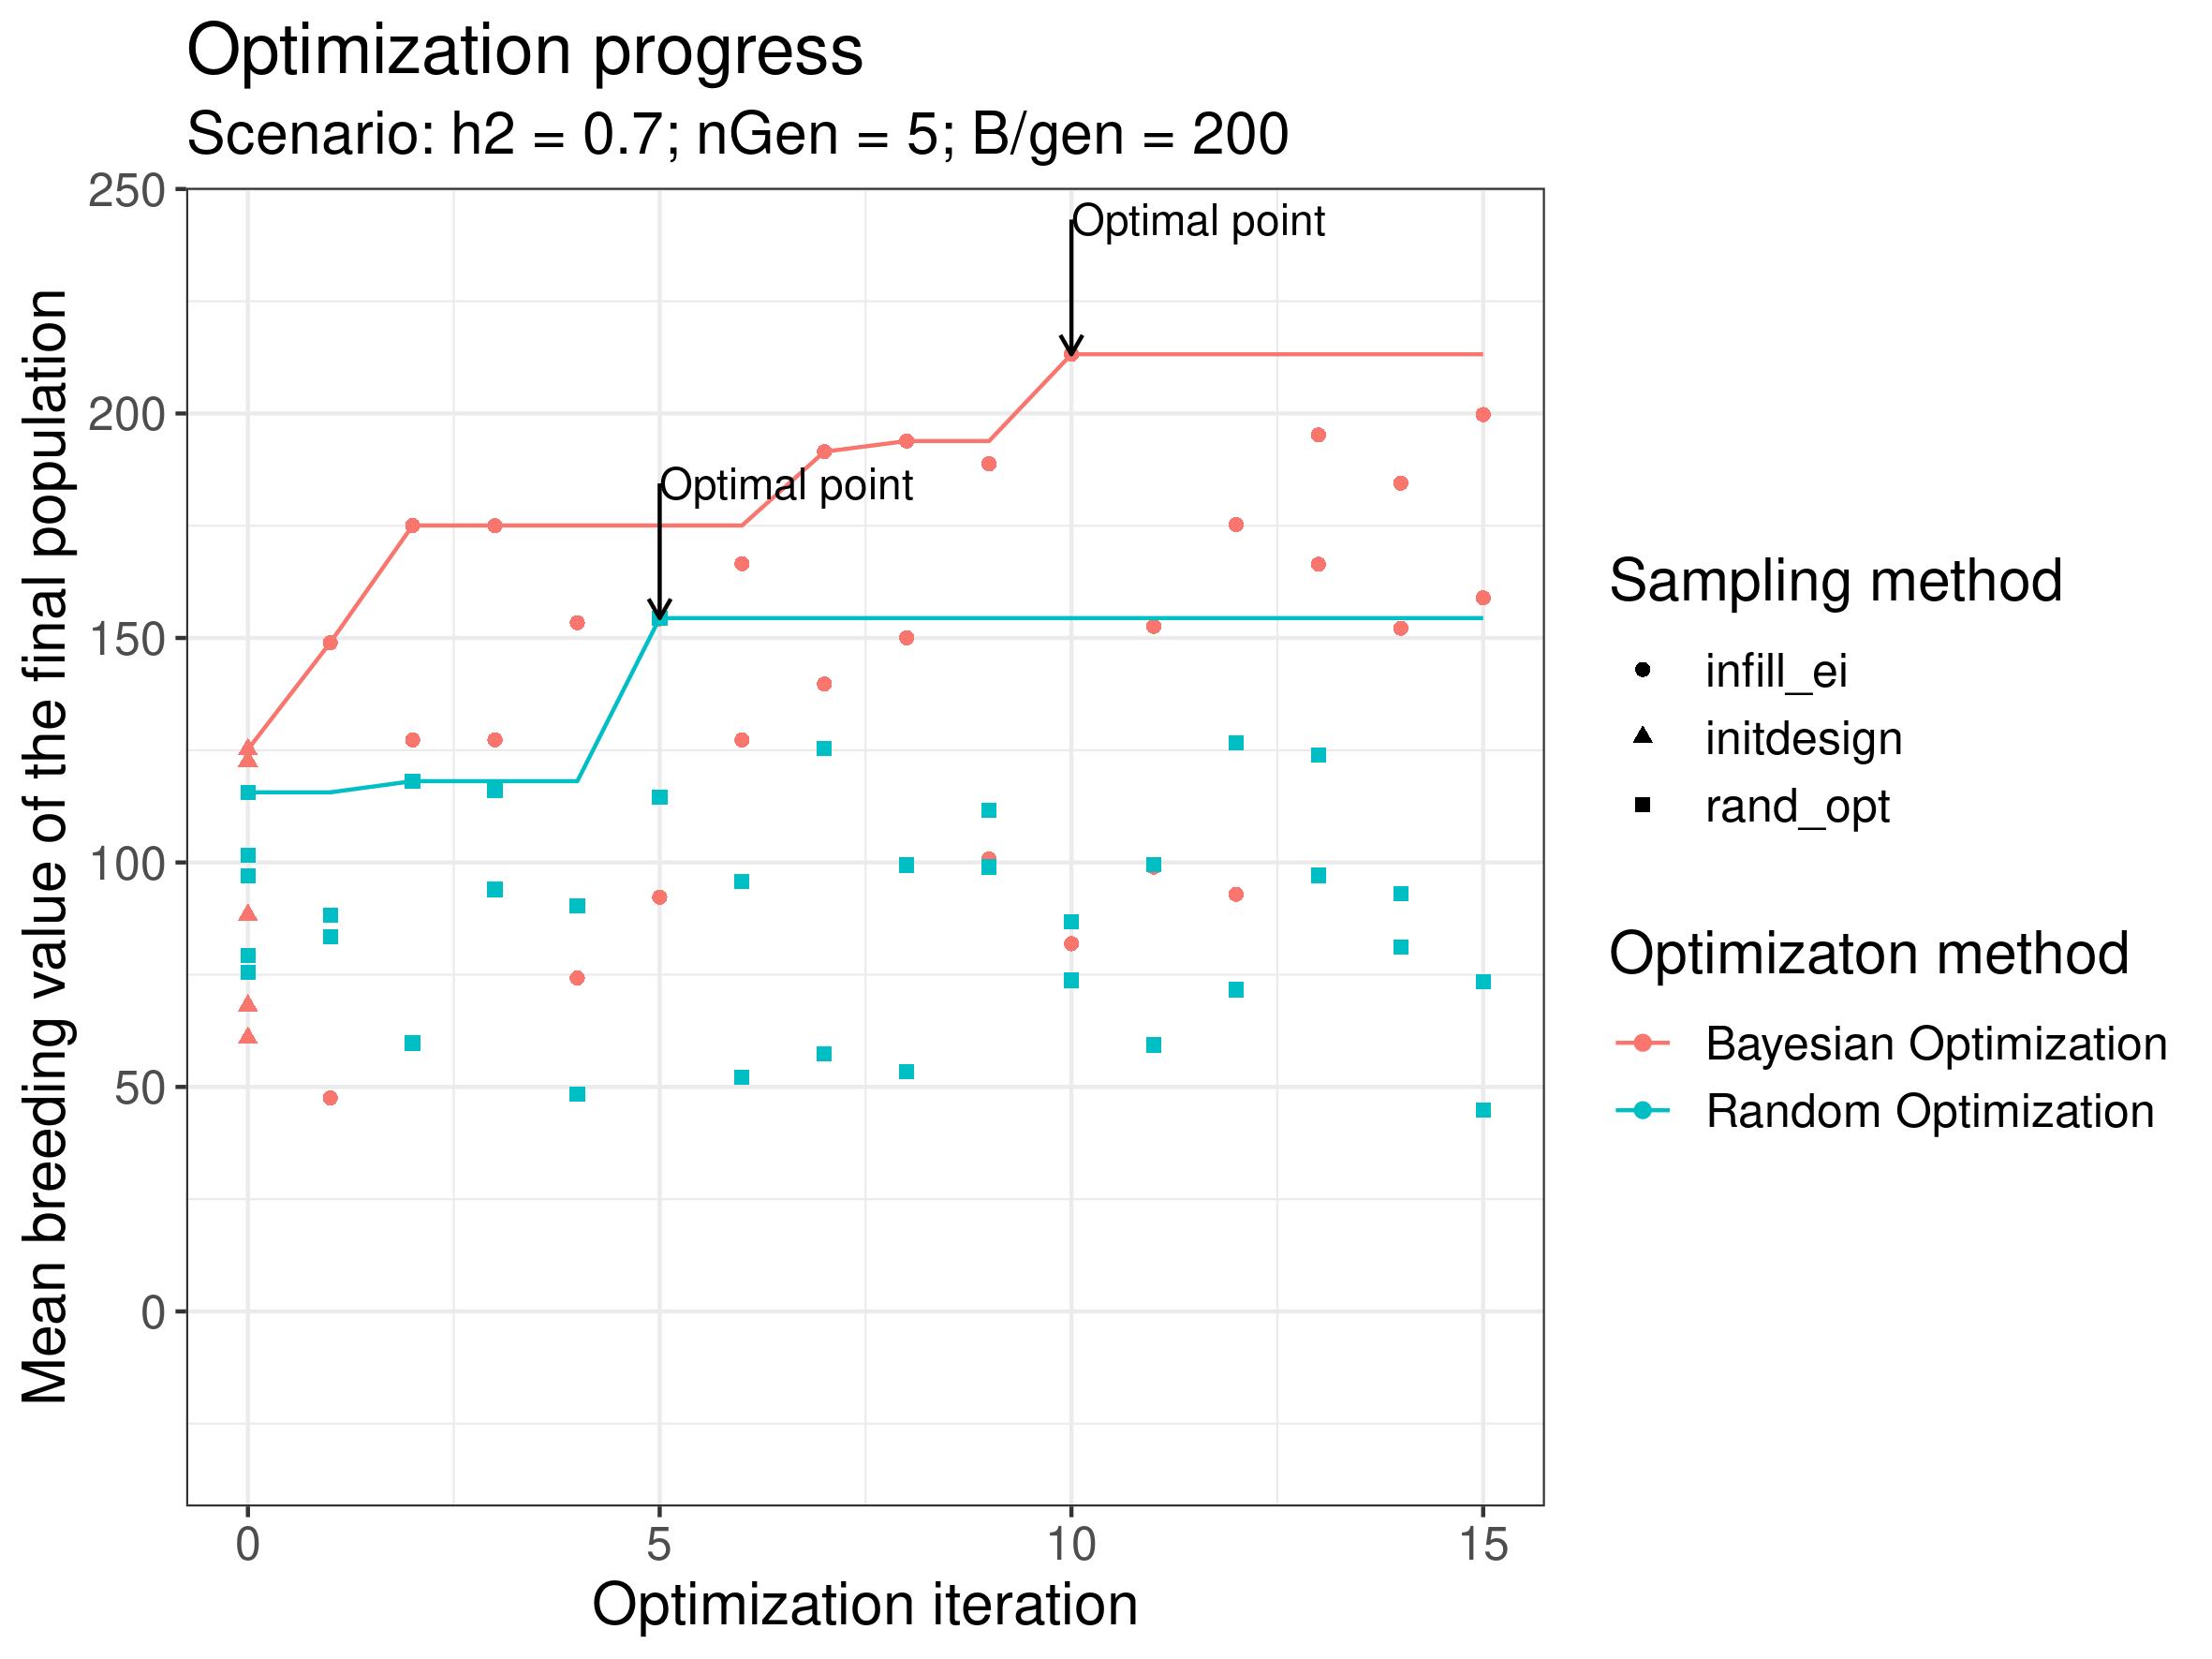 Optimization progress
Scenario: h2 = 0.7; nGen = 5; B/gen = 200
Mean breeding value of the final population
250
200
150
100
50
0
Optimal point
Optimal point
0 5 10 15
Optimization iteration
Sampling method
infill_ei
initdesign
rand_opt
Optimizaton method
Bayesian Optimization
Random Optimization